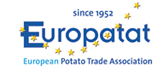 since 1952
Europatat
European Potato Trade Association